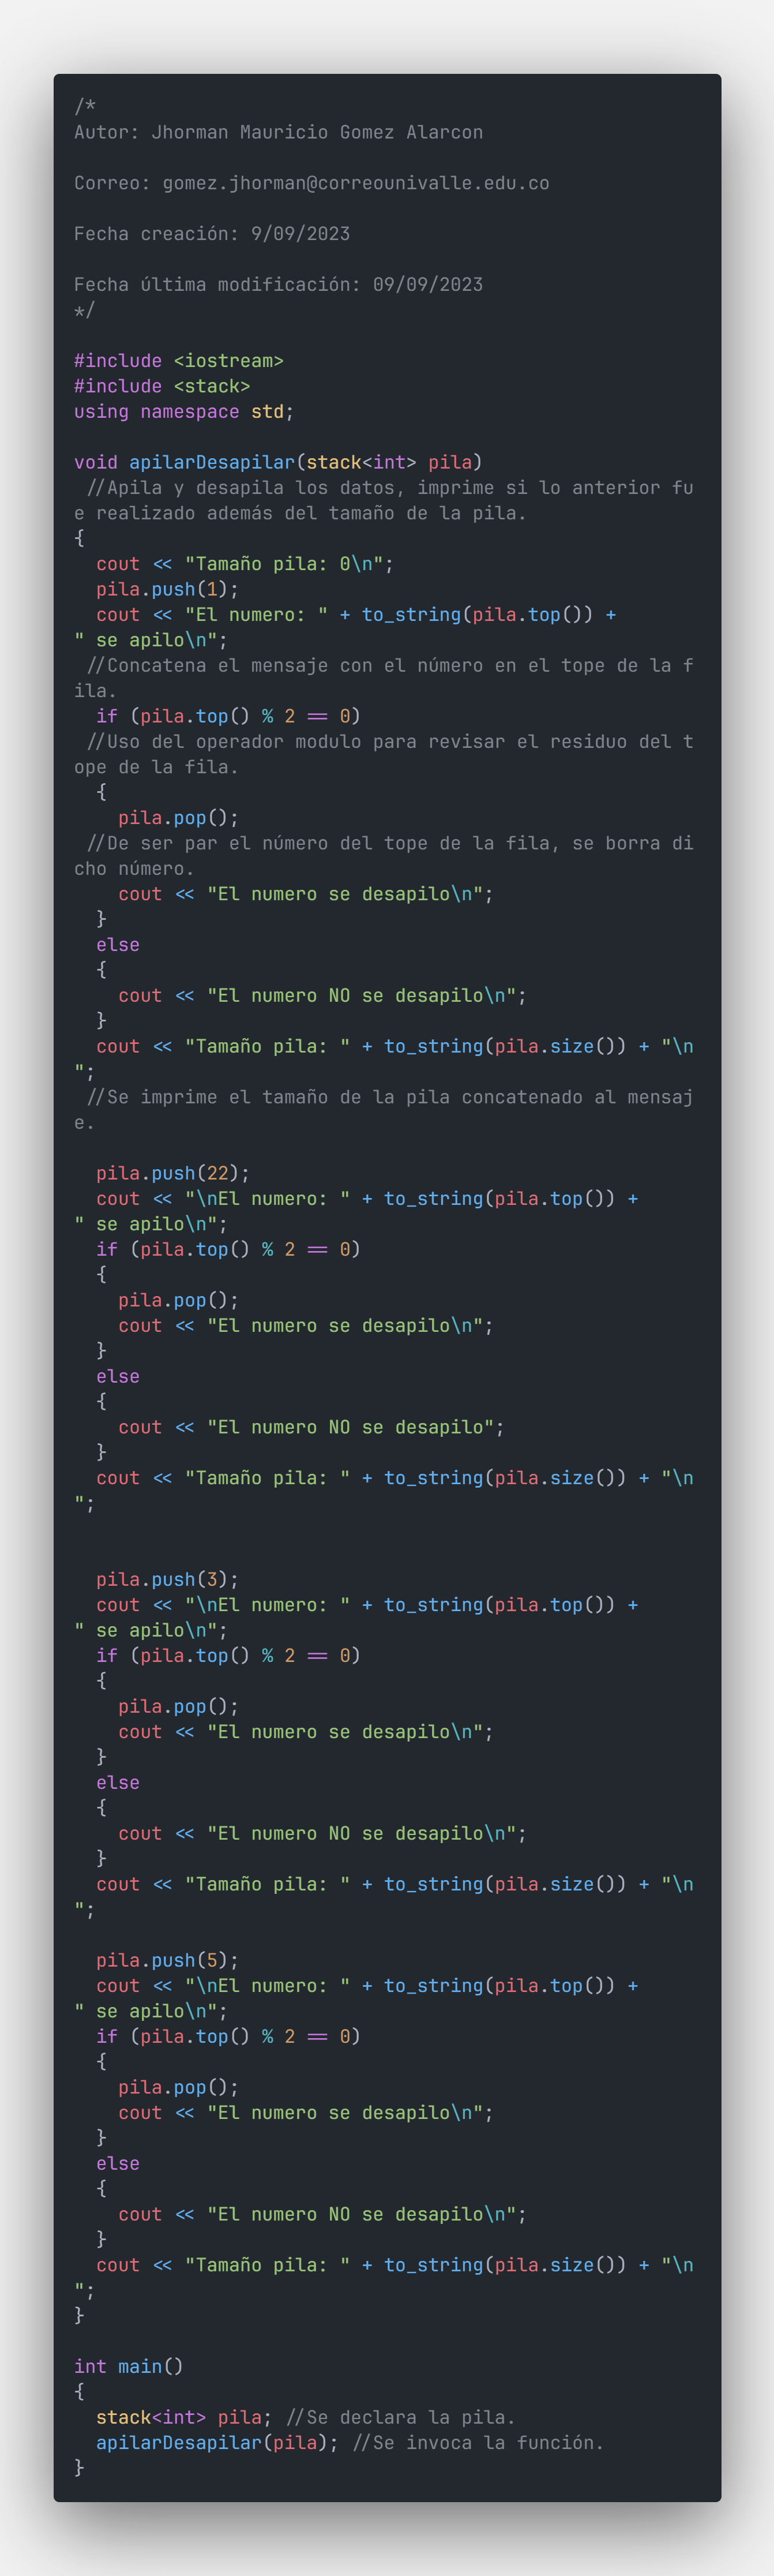 /*
Autor: Jhorman Mauricio Gomez Alarcon
Correo: gomez.jhorman@correounivalle.edu.co
Fecha creación: 9/09/2023
Fecha última modificación: 09/09/2023
*/
#include <iostream>
#include <stack>
using namespace std;
void apilarDesapilar(stack<int> pila)
//Apila y desapila los datos, imprime si lo anterior fu
e realizado además del tamaño de la pila.
{
cout << "Tamaño pila: 0\n";
pila.push(1);
cout << "El numero: " + to_string(pila.top()) +
" se apilo\n";
//Concatena el mensaje con el número en el tope de la f
ila.
if (pila.top() % 2 == 0)
//Uso del operador modulo para revisar el residuo del t
ope de la fila.
{
pila.pop();
//De ser par el número del tope de la fila, se borra di
cho número.
cout << "El numero se desapilo\n";
}
else
{
cout << "El numero NO se desapilo\n";
}
cout << "Tamaño pila: " + to_string(pila.size()) + "\n
";
//Se imprime el tamaño de la pila concatenado al mensaj
e.
pila.push(22);
cout << "\nEl numero: " + to_string(pila.top()) +
" se apilo\n";
if (pila.top() % 2 == 0)
{
pila.pop();
cout << "El numero se desapilo\n";
}
else
{
cout << "El numero NO se desapilo";
}
cout << "Tamaño pila: " + to_string(pila.size()) + "\n
";
pila.push(3);
cout << "\nEl numero: " + to_string(pila.top()) +
" se apilo\n";
if (pila.top() % 2 == 0)
{
pila.pop();
cout << "El numero se desapilo\n";
}
else
{
cout << "El numero NO se desapilo\n";
}
cout << "Tamaño pila: " + to_string(pila.size()) + "\n
";
pila.push(5);
cout << "\nEl numero: " + to_string(pila.top()) +
" se apilo\n";
if (pila.top() % 2 == 0)
{
pila.pop();
cout << "El numero se desapilo\n";
}
else
{
cout << "El numero NO se desapilo\n";
}
cout << "Tamaño pila: " + to_string(pila.size()) + "\n
";
}
int main()
{
stack<int> pila; //Se declara la pila.
apilarDesapilar(pila); //Se invoca la función.
}